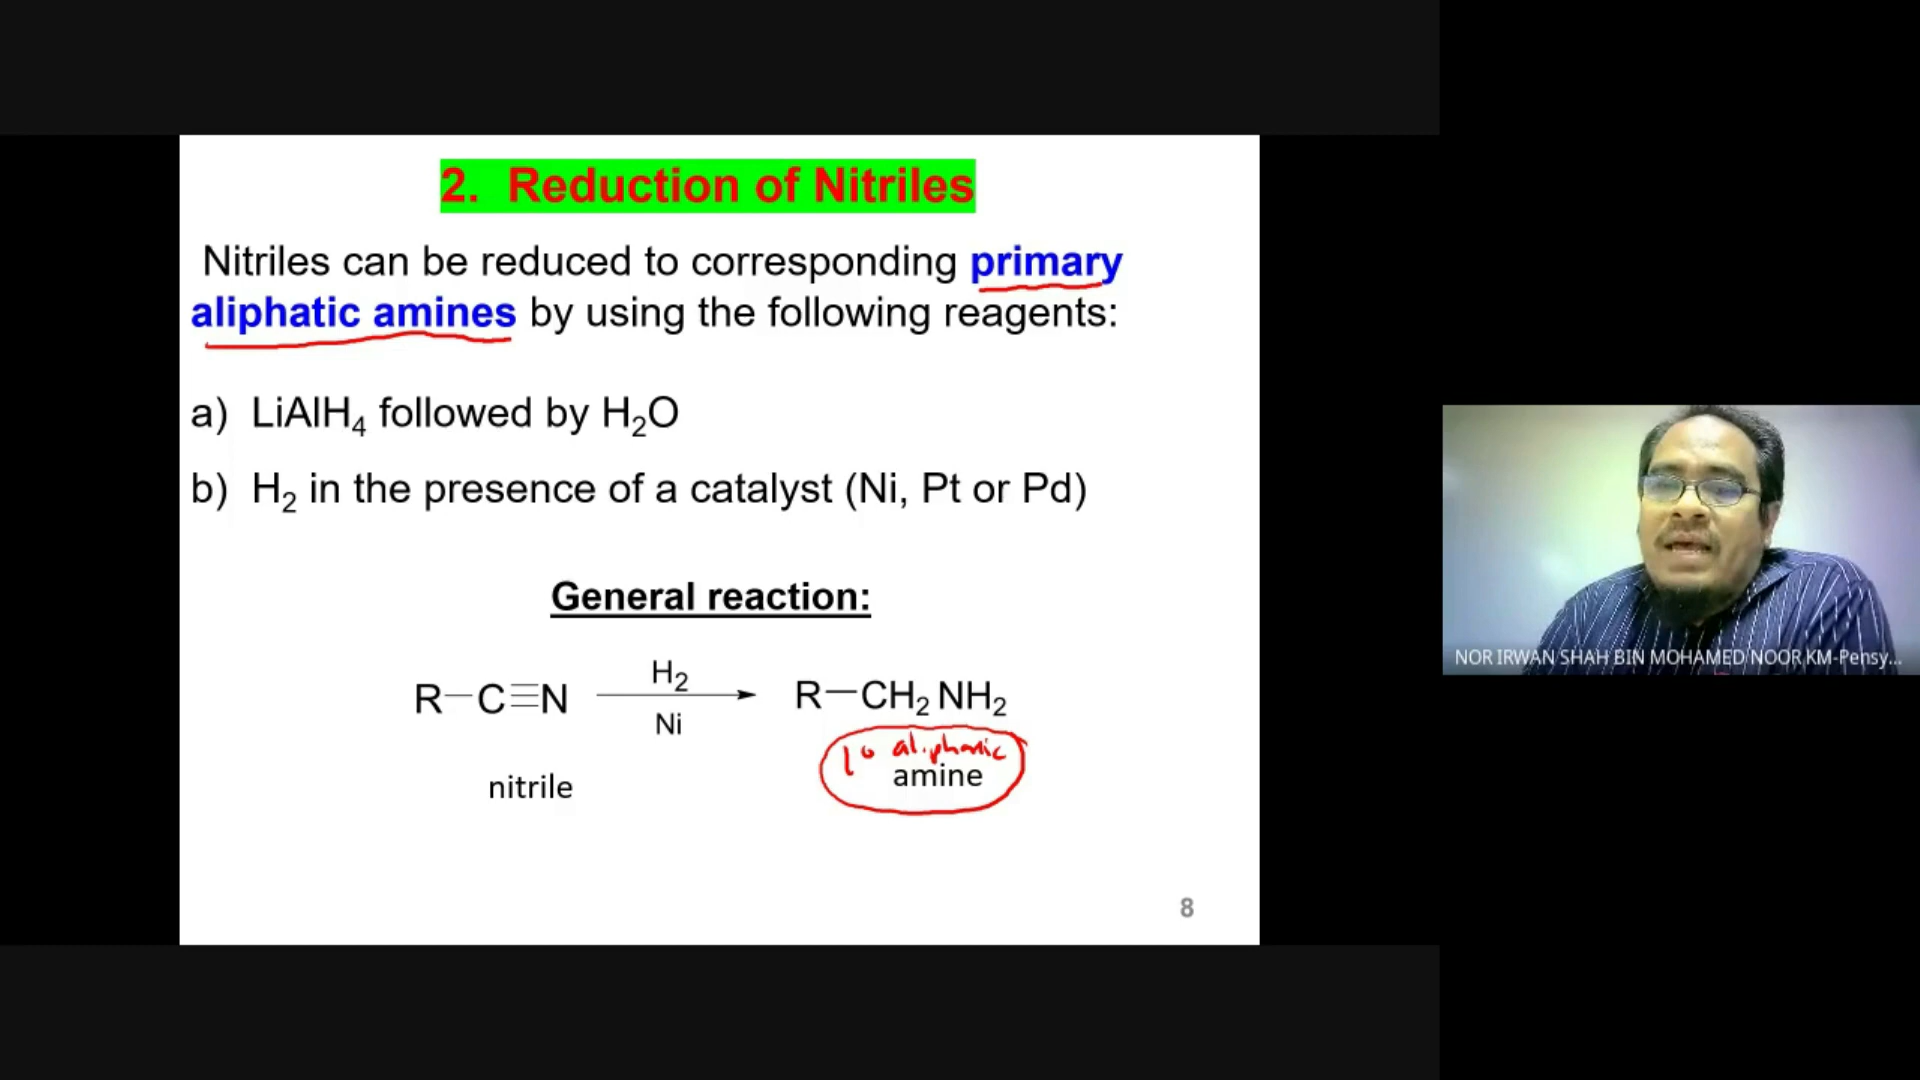 2. Reduction of Nitriles
Nitriles can be reduced to corresponding primary
aliphatic amines by using the following reagents:
a) LiAlH₄ followed by H₂O
b) H₂ in the presence of a catalyst (Ni, Pt or Pd)
General reaction:
R—C≡N H₂ Ni R—CH₂NH₂
1° aliphatic
nitrile amine
8
NOR IRWAN SHAH BIN MOHAMED NOOR KM-Pensy...